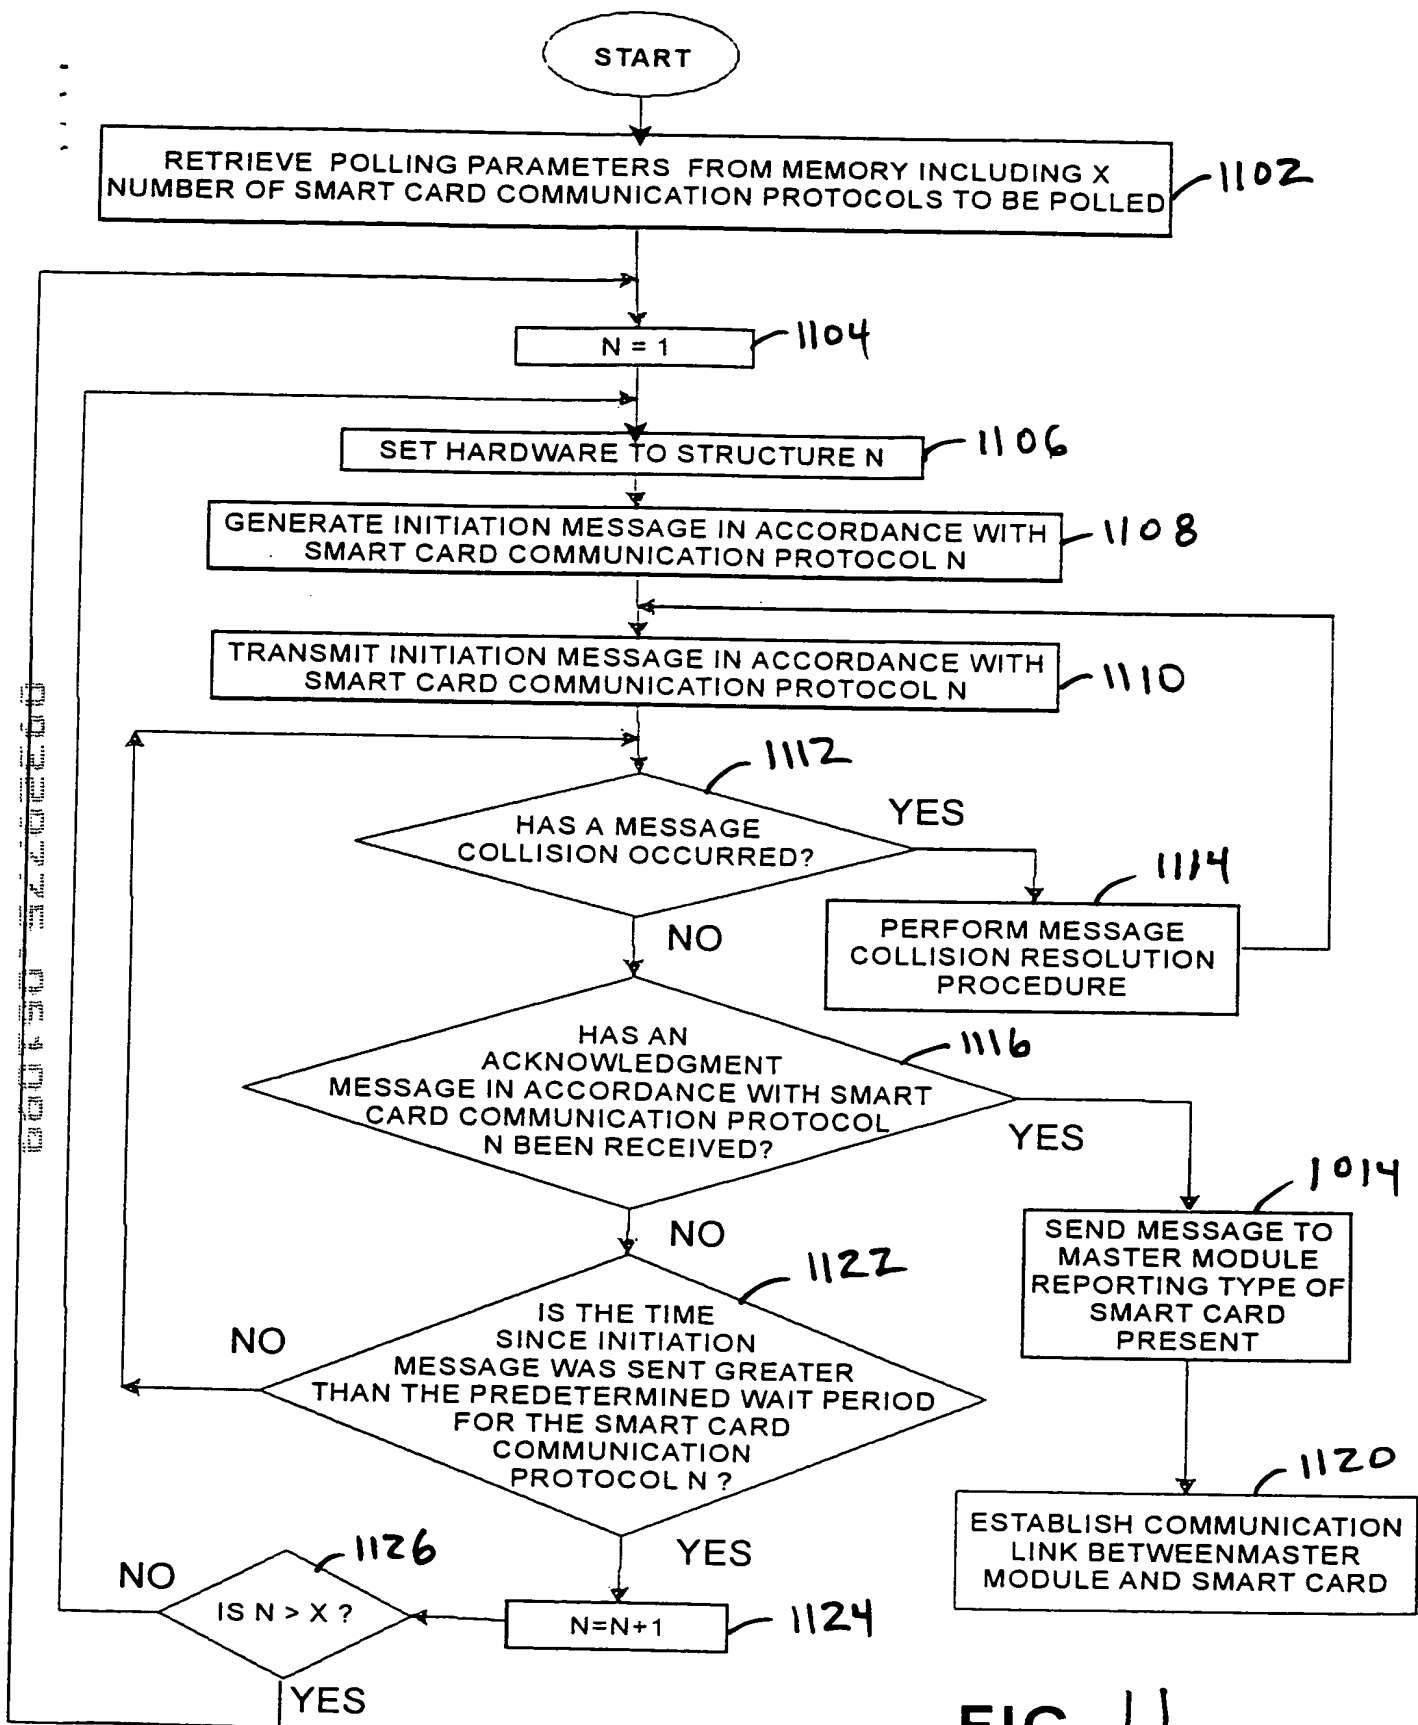 START
RETRIEVE POLLING PARAMETERS FROM MEMORY INCLUDING X
NUMBER OF SMART CARD COMMUNICATION PROTOCOLS TO BE POLLED
1102
N = 1
1104
SET HARDWARE TO STRUCTURE N
1106
GENERATE INITIATION MESSAGE IN ACCORDANCE WITH
SMART CARD COMMUNICATION PROTOCOL N
1108
TRANSMIT INITIATION MESSAGE IN ACCORDANCE WITH
SMART CARD COMMUNICATION PROTOCOL N
1110
1112
HAS A MESSAGE
COLLISION OCCURRED?
YES
1114
PERFORM MESSAGE
COLLISION RESOLUTION
PROCEDURE
NO
HAS AN
ACKNOWLEDGMENT
MESSAGE IN ACCORDANCE WITH SMART
CARD COMMUNICATION PROTOCOL
N BEEN RECEIVED?
1116
YES
1014
SEND MESSAGE TO
MASTER MODULE
REPORTING TYPE OF
SMART CARD
PRESENT
NO
1122
IS THE TIME
SINCE INITIATION
MESSAGE WAS SENT GREATER
THAN THE PREDETERMINED WAIT PERIOD
FOR THE SMART CARD
COMMUNICATION
PROTOCOL N ?
NO
1120
ESTABLISH COMMUNICATION
LINK BETWEENMASTER
MODULE AND SMART CARD
YES
N=N+1
1124
1126
IS N > X ?
NO
YES
FIG. 11